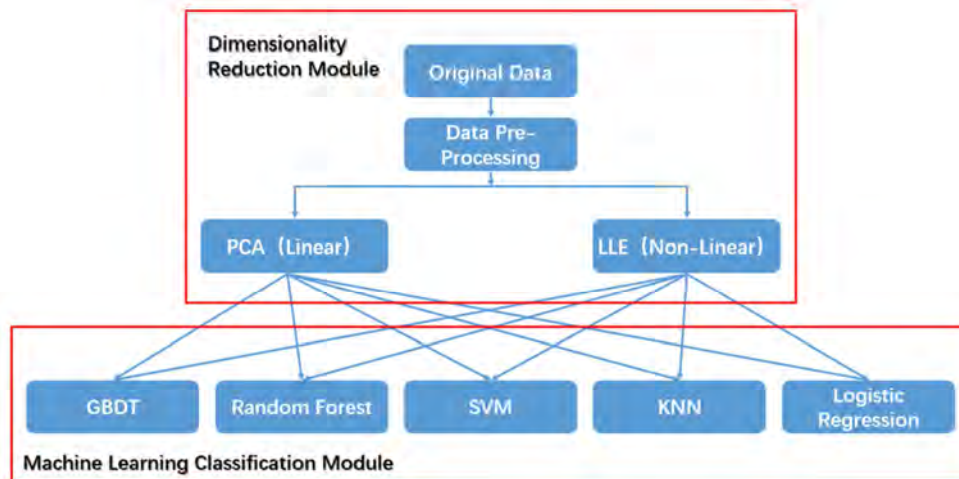 Dimensionality
Reduction Module
Original Data
Data Pre-
Processing
PCA（Linear）
LLE（Non-Linear）
GBDT
Random Forest
SVM
KNN
Logistic
Regression
Machine Learning Classification Module